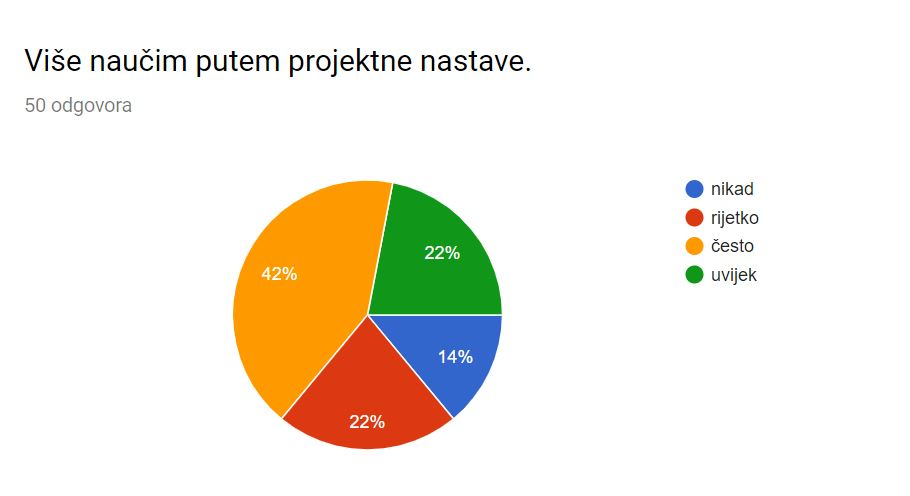 Više naučim putem projektne nastave.
50 odgovora
nikad
rijetko
često
uvijek
42%
22%
14%
22%